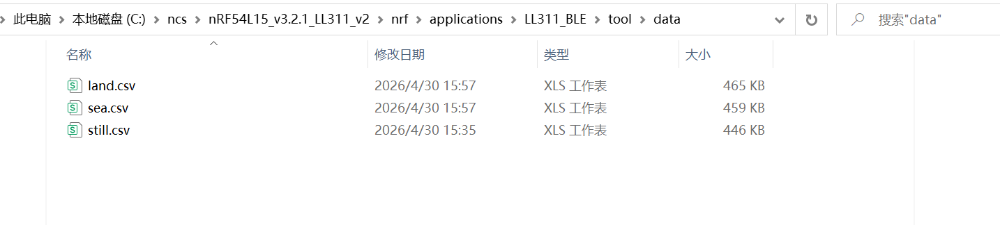 此电脑 > 本地磁盘 (C:) > ncs > nRF54L15_v3.2.1_LL311_v2 > nrf > applications > LL311_BLE > tool > data 搜索"data"
名称 修改日期 类型 大小
land.csv 2026/4/30 15:57 XLS 工作表 465 KB
sea.csv 2026/4/30 15:57 XLS 工作表 459 KB
still.csv 2026/4/30 15:35 XLS 工作表 446 KB